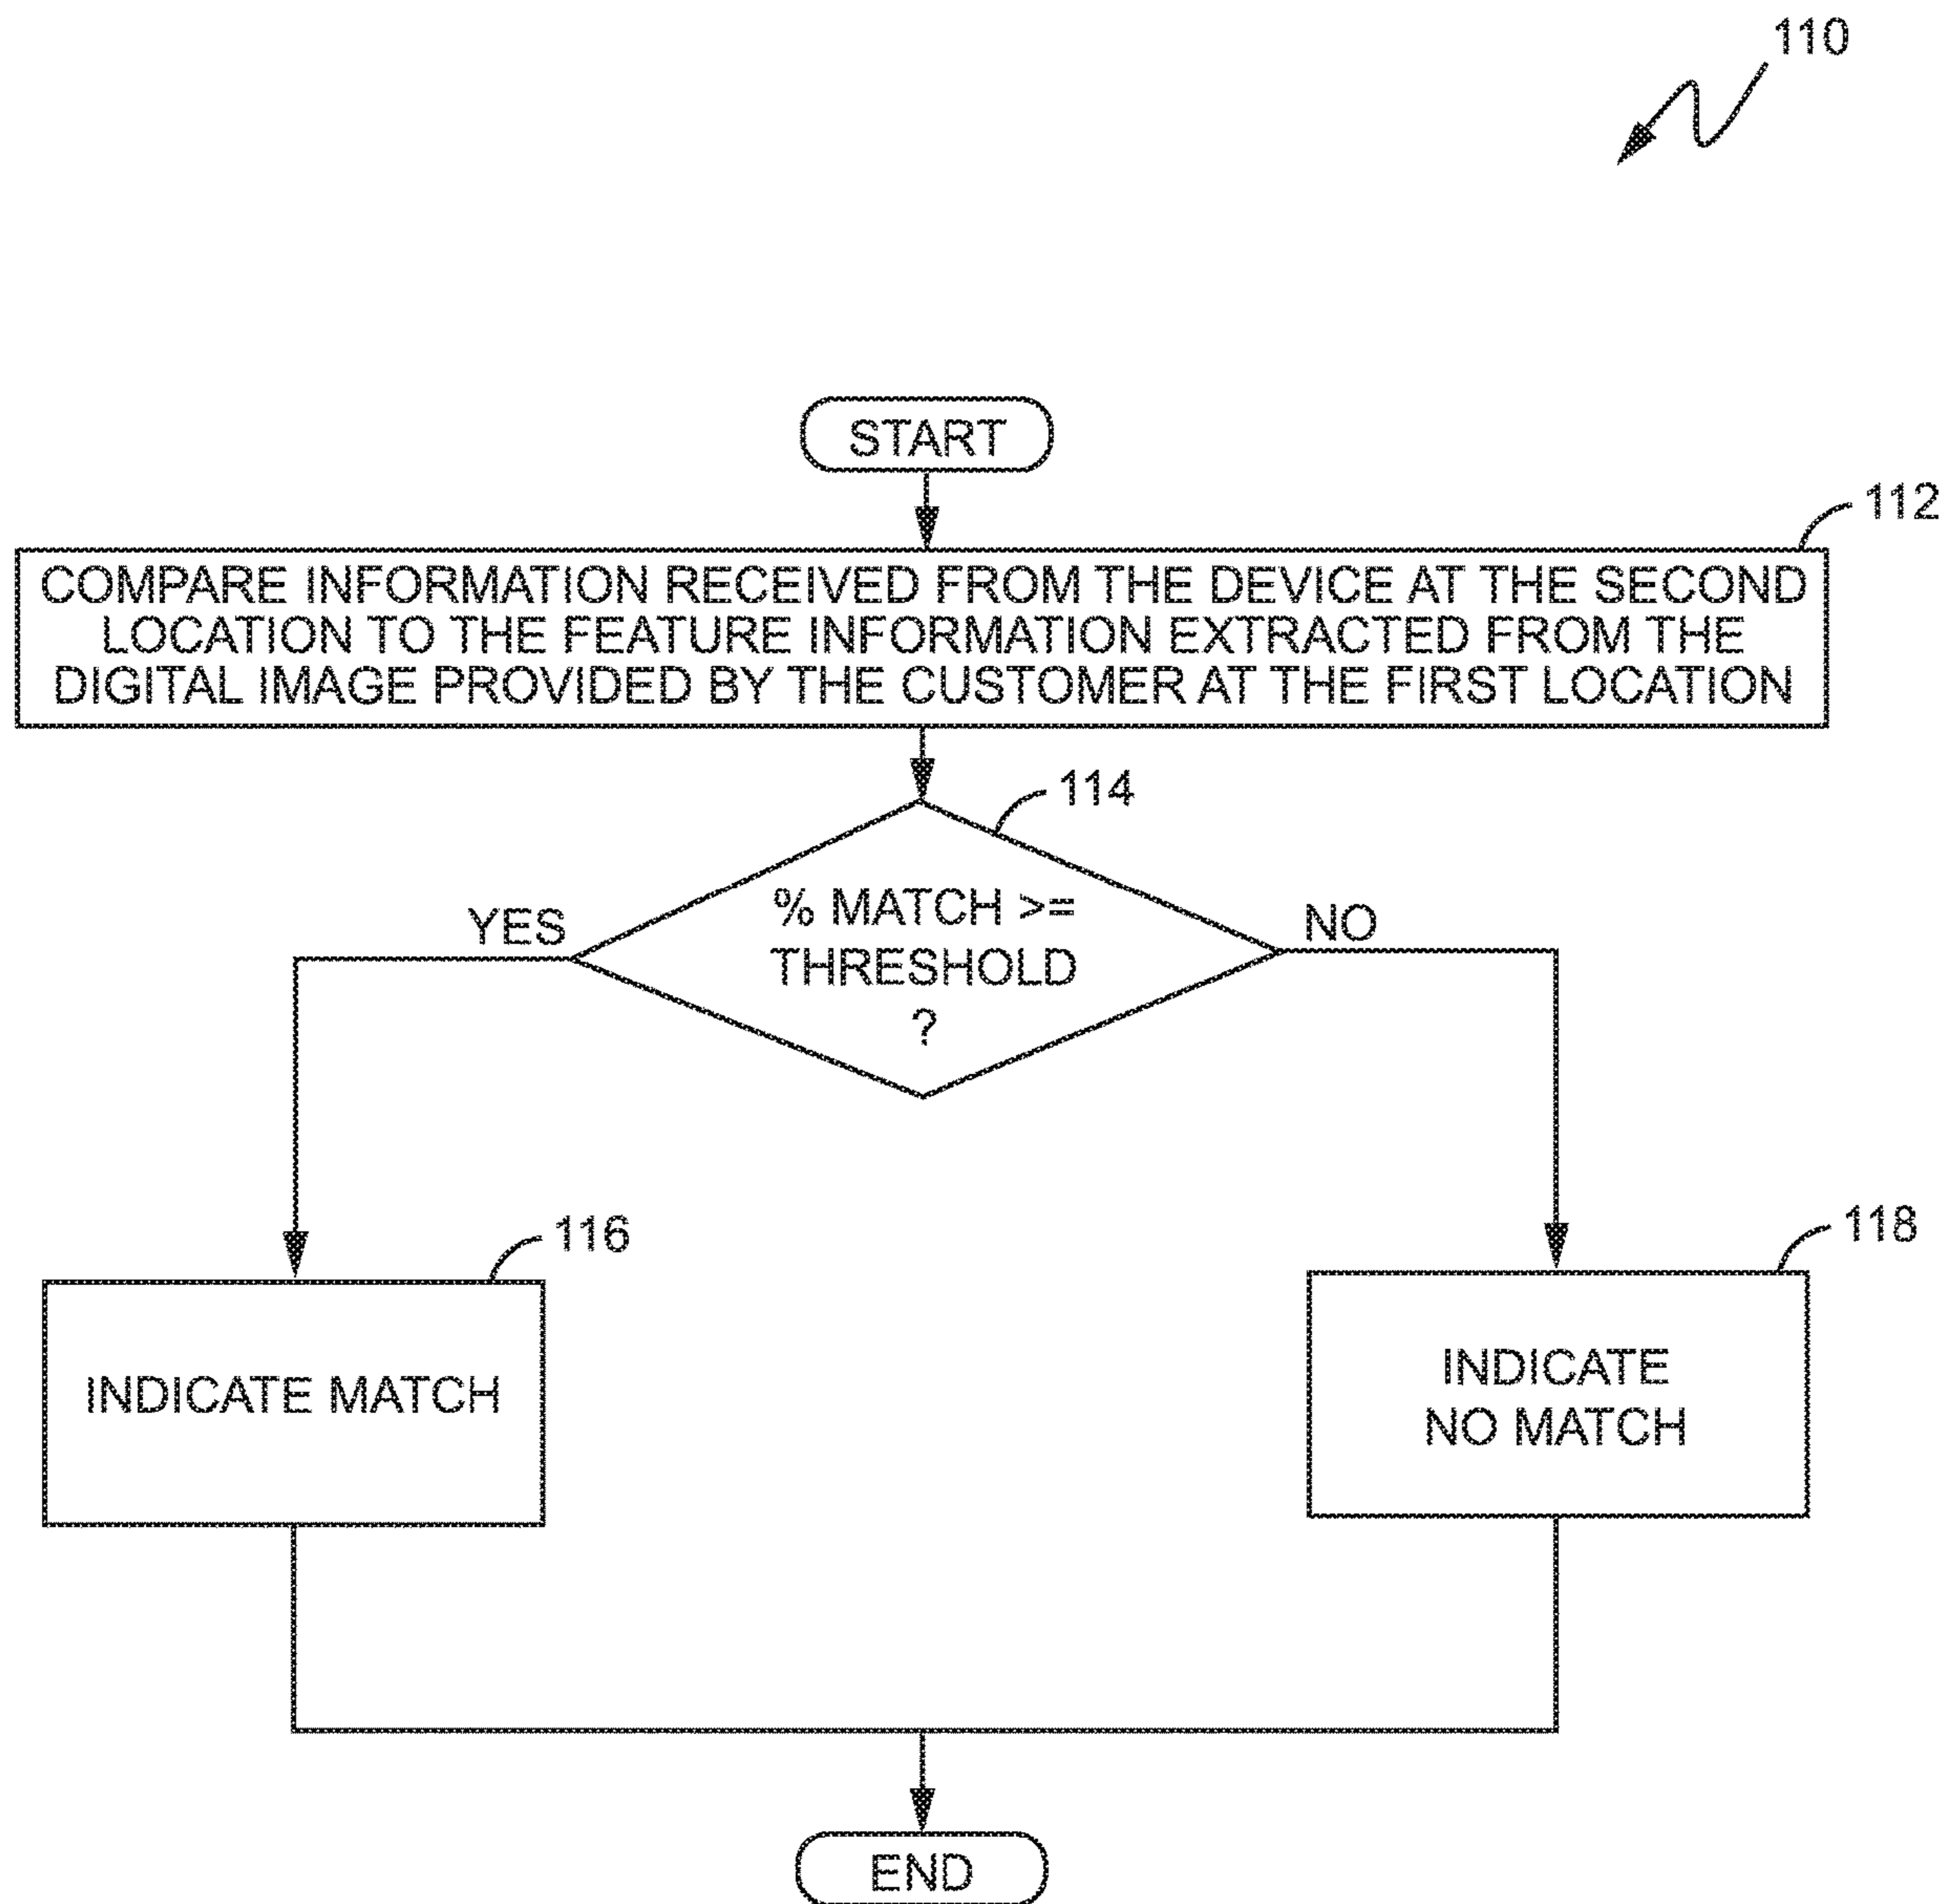 110
START
112
COMPARE INFORMATION RECEIVED FROM THE DEVICE AT THE SECOND
LOCATION TO THE FEATURE INFORMATION EXTRACTED FROM THE
DIGITAL IMAGE PROVIDED BY THE CUSTOMER AT THE FIRST LOCATION
114
% MATCH >=
THRESHOLD
?
YES
NO
116
INDICATE MATCH
118
INDICATE
NO MATCH
END